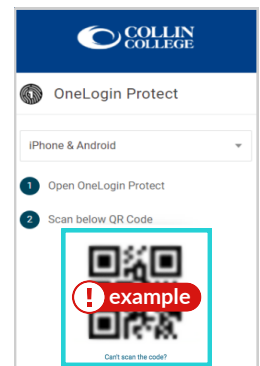 COLLIN
COLLEGE
OneLogin Protect
iPhone & Android
1 Open OneLogin Protect
2 Scan below QR Code
! example
Can't scan the code?